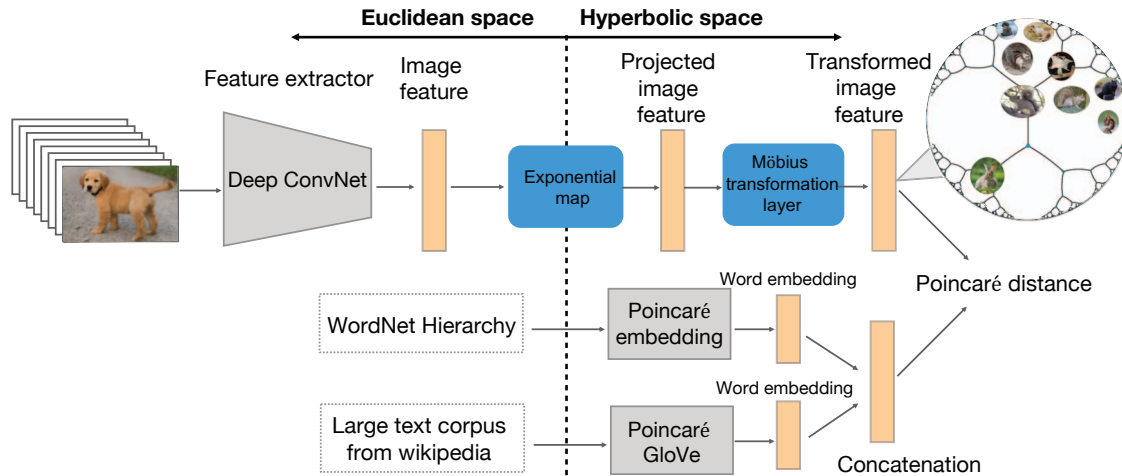 Euclidean space
Hyperbolic space
Feature extractor
Image
feature
Projected
image
feature
Transformed
image
feature
Deep ConvNet
Exponential
map
Möbius
transformation
layer
Poincaré distance
WordNet Hierarchy
Poincaré
embedding
Word embedding
Large text corpus
from wikipedia
Poincaré
GloVe
Word embedding
Concatenation